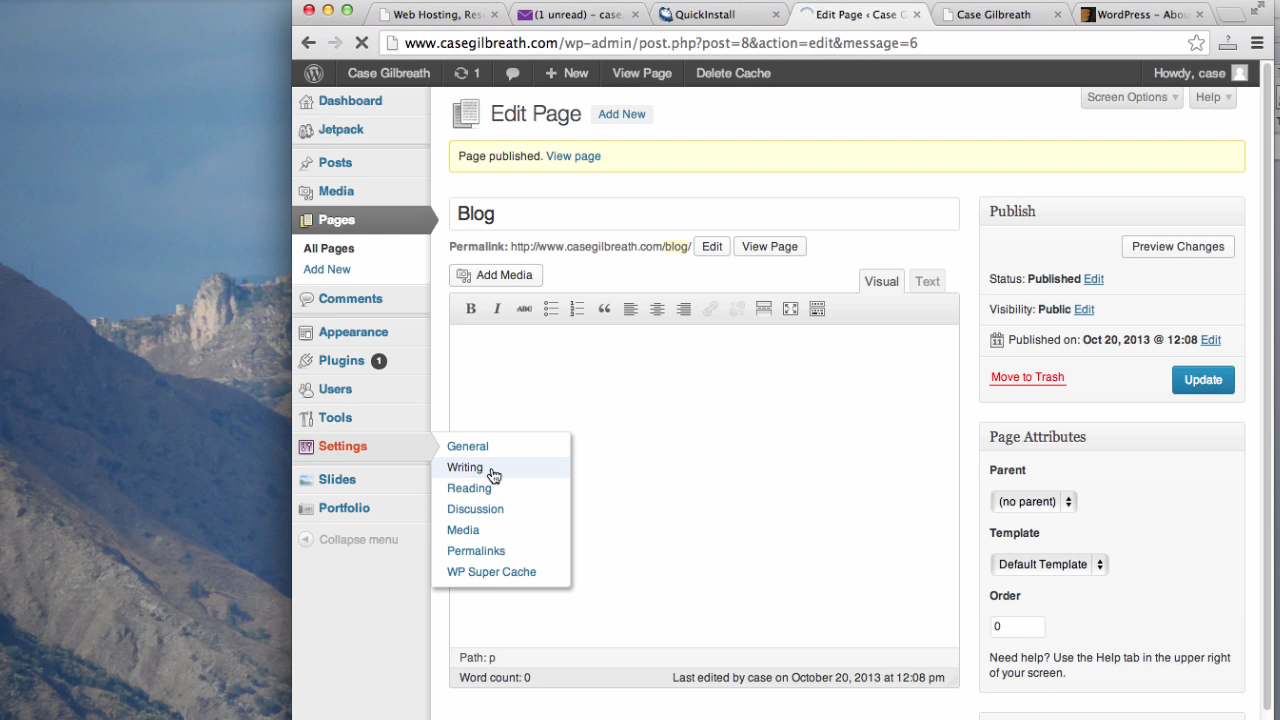 Web Hosting, Res
(1 unread) – case.
QuickInstall
Edit Page ‹ Case G
Case Gilbreath
WordPress – Abou
www.casegilbreath.com/wp-admin/post.php?post=8&action=edit&message=6
Case Gilbreath
1
New
View Page
Delete Cache
Howdy, case
Dashboard
Jetpack
Posts
Media
Pages
All Pages
Add New
Comments
Appearance
Plugins 1
Users
Tools
Settings
Slides
Portfolio
Collapse menu
General
Writing
Reading
Discussion
Media
Permalinks
WP Super Cache
Screen Options
Help
Edit Page
Add New
Page published. View page
Blog
Permalink: http://www.casegilbreath.com/blog/ Edit View Page
Add Media
Visual
Text
B I ABC
Path: p
Word count: 0
Last edited by case on October 20, 2013 at 12:08 pm
Publish
Preview Changes
Status: Published Edit
Visibility: Public Edit
Published on: Oct 20, 2013 @ 12:08 Edit
Move to Trash
Update
Page Attributes
Parent
(no parent)
Template
Default Template
Order
0
Need help? Use the Help tab in the upper right
of your screen.